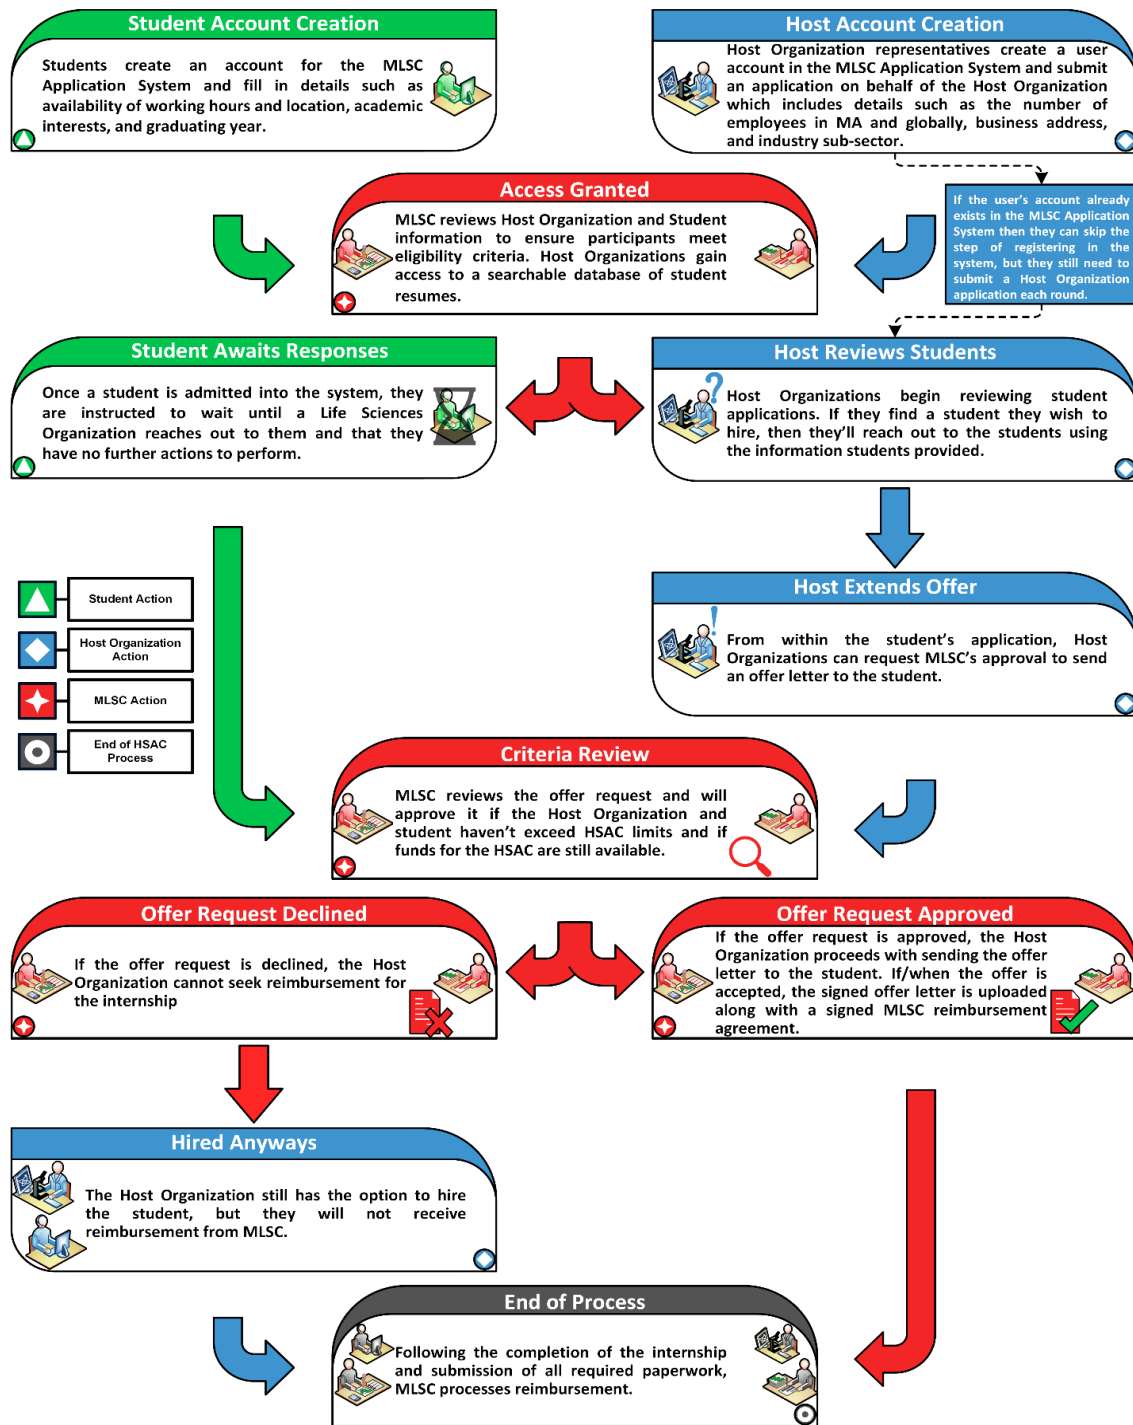 Student Account Creation
Students create an account for the MLSC
Application System and fill in details such as
availability of working hours and location, academic
interests, and graduating year.
Host Account Creation
Host Organization representatives create a user
account in the MLSC Application System and submit
an application on behalf of the Host Organization
which includes details such as the number of
employees in MA and globally, business address,
and industry sub-sector.
Access Granted
MLSC reviews Host Organization and Student
information to ensure participants meet
eligibility criteria. Host Organizations gain
access to a searchable database of student
resumes.
If the user's account already
exists in the MLSC Application
System then they can skip the
step of registering in the
system, but they still need to
submit a Host Organization
application each round.
Student Awaits Responses
Once a student is admitted into the system, they
are instructed to wait until a Life Sciences
Organization reaches out to them and that they
have no further actions to perform.
Host Reviews Students
Host Organizations begin reviewing student
applications. If they find a student they wish to
hire, then they'll reach out to the students using
the information students provided.
Student Action
Host Organization
Action
MLSC Action
End of HSAC
Process
Host Extends Offer
From within the student's application, Host
Organizations can request MLSC's approval to send
an offer letter to the student.
Criteria Review
MLSC reviews the offer request and will
approve it if the Host Organization and
student haven't exceed HSAC limits and if
funds for the HSAC are still available.
Offer Request Declined
If the offer request is declined, the Host
Organization cannot seek reimbursement for
the internship
Offer Request Approved
If the offer request is approved, the Host
Organization proceeds with sending the offer
letter to the student. If/when the offer is
accepted, the signed offer letter is uploaded
along with a signed MLSC reimbursement
agreement.
Hired Anyways
The Host Organization still has the option to hire
the student, but they will not receive
reimbursement from MLSC.
End of Process
Following the completion of the internship
and submission of all required paperwork,
MLSC processes reimbursement.